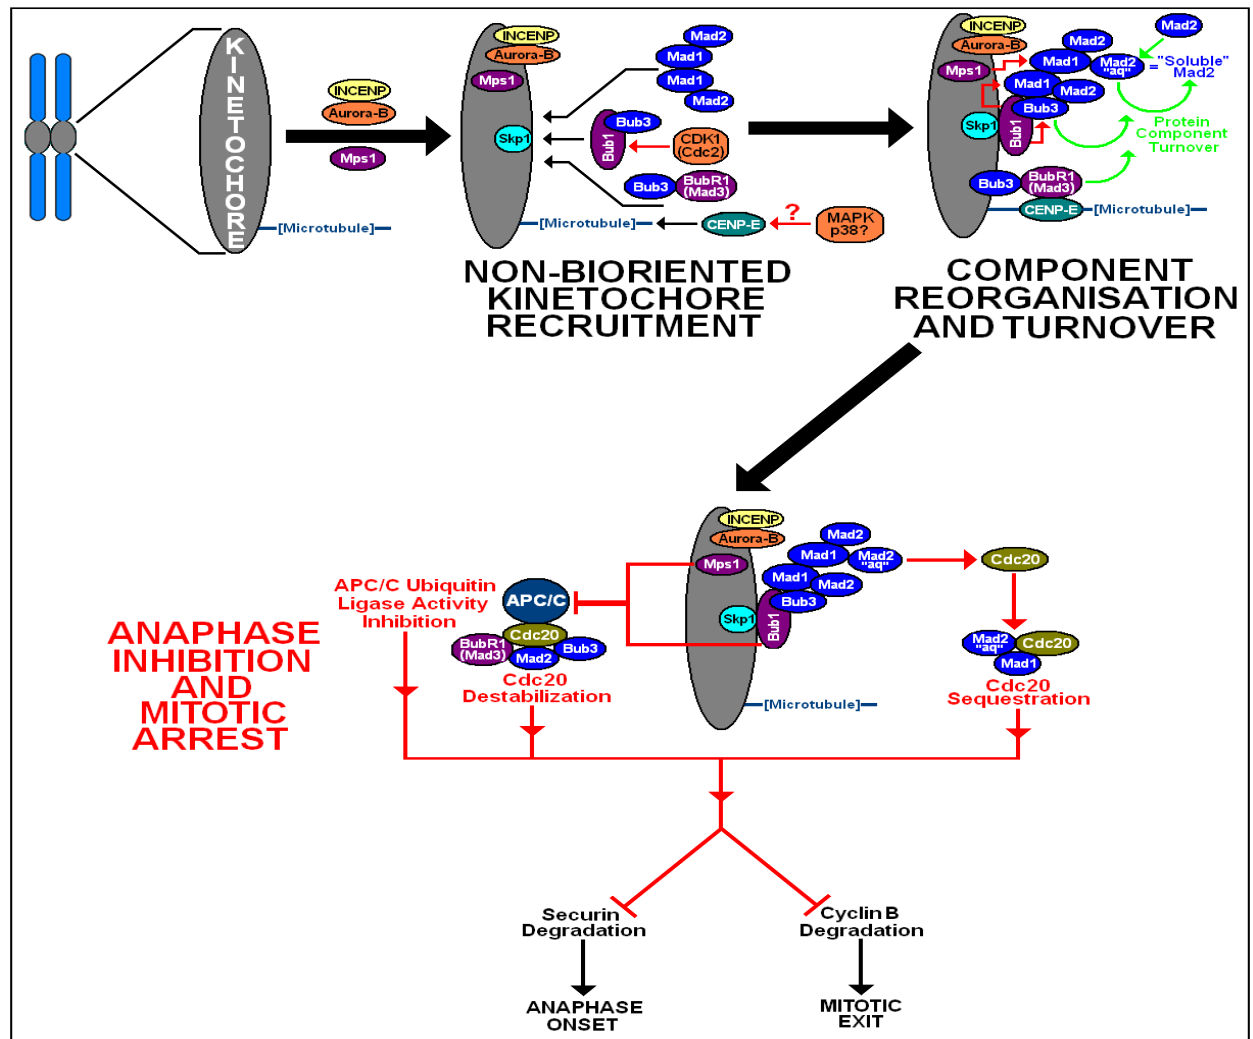 KINETOCHORE
[Microtubule]
INCENP
Aurora-B
Mps1
INCENP
Aurora-B
Mps1
Skp1
Mad2
Mad1
Mad1
Mad2
Bub3
Bub1
CDK1
(Cdc2)
Bub3
BubR1
(Mad3)
[Microtubule]
CENP-E
?
MAPK
p38?
NON-BIORIENTED
KINETOCHORE
RECRUITMENT
INCENP
Aurora-B
Mps1
Mad2
Mad2
Mad1
Mad2
"aq"
="Soluble"
Mad2
Mad1
Mad2
Bub3
Skp1
Bub1
Protein
Component
Turnover
Bub3
BubR1
(Mad3)
CENP-E
[Microtubule]
COMPONENT
REORGANISATION
AND TURNOVER
INCENP
Aurora-B
Mps1
Mad2
Mad1
Mad2
"aq"
Mad1
Mad2
Bub3
Skp1
Bub1
[Microtubule]
Cdc20
Mad2
"aq"
Cdc20
Mad1
Cdc20
Sequestration
APC/C Ubiquitin
Ligase Activity
Inhibition
APC/C
Cdc20
BubR1
(Mad3)
Mad2
Bub3
Cdc20
Destabilization
ANAPHASE
INHIBITION
AND
MITOTIC
ARREST
Securin
Degradation
ANAPHASE
ONSET
Cyclin B
Degradation
MITOTIC
EXIT